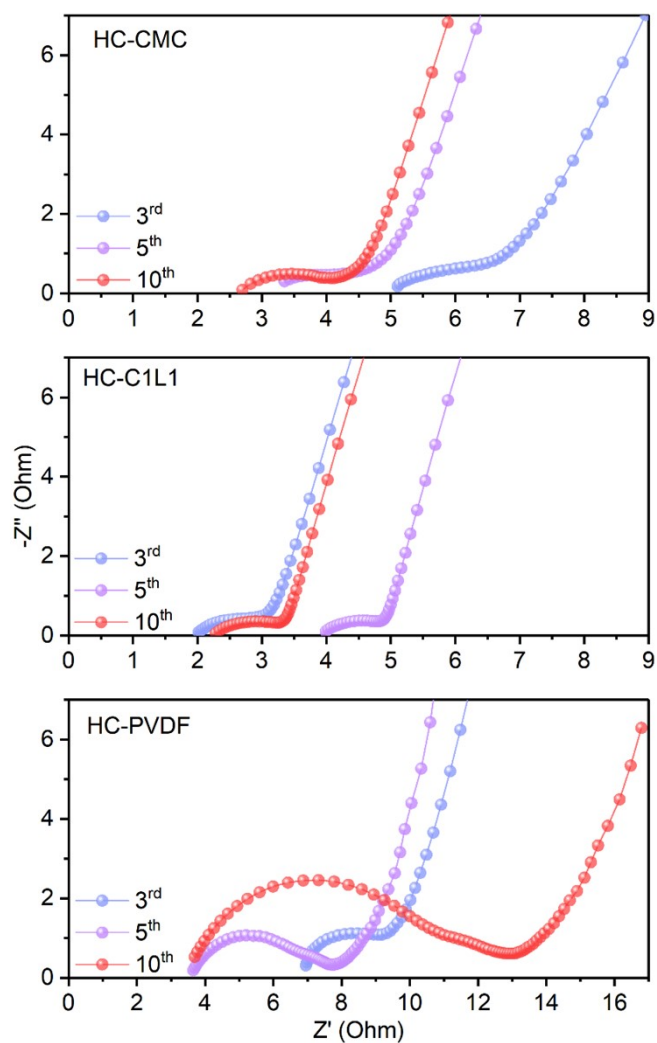 HC-CMC
6
4
2
0
3rd
5th
10th
0 1 2 3 4 5 6 7 8 9
HC-C1L1
6
4
2
0
-Z" (Ohm)
3rd
5th
10th
0 1 2 3 4 5 6 7 8 9
HC-PVDF
6
4
2
0
3rd
5th
10th
0 2 4 6 8 10 12 14 16
Z' (Ohm)